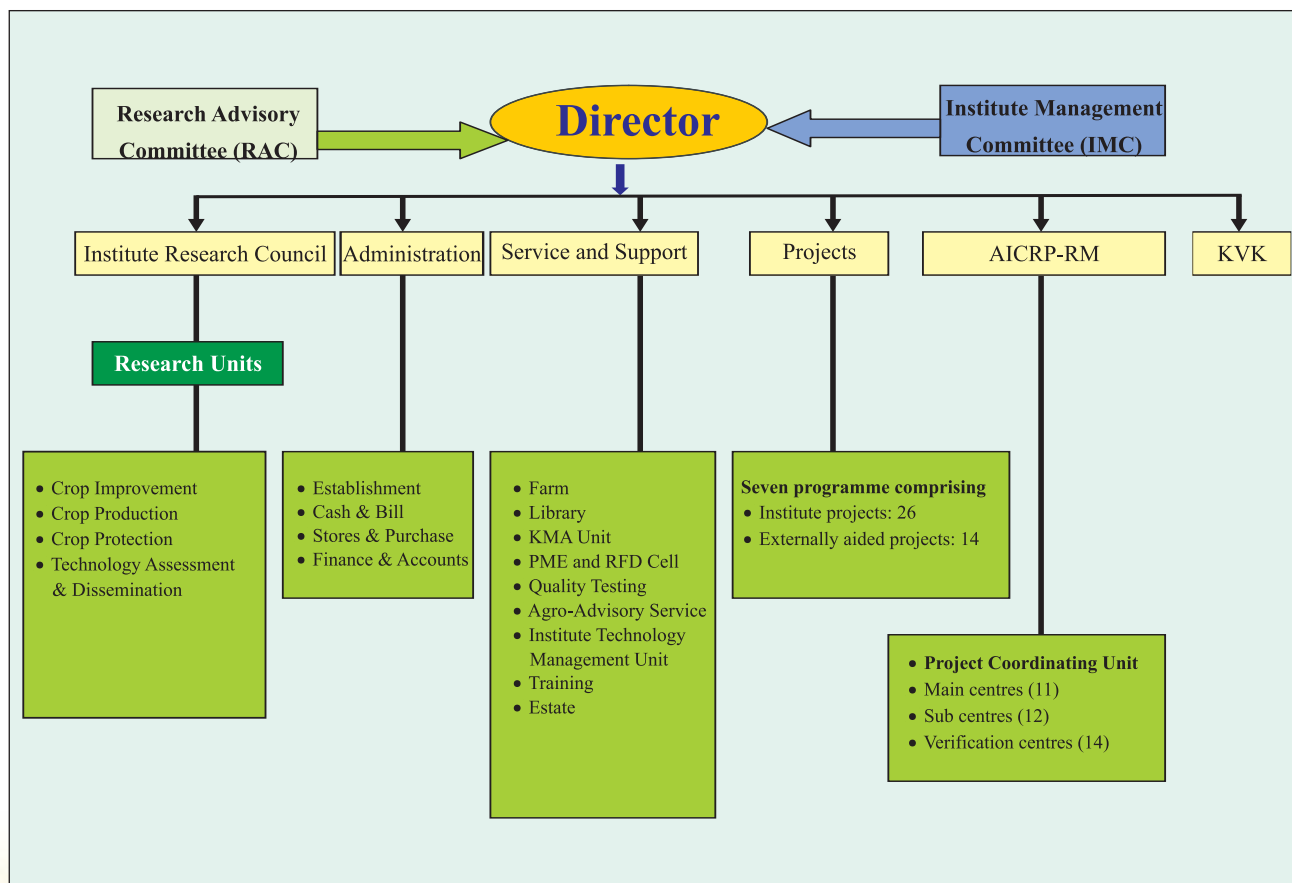 Research Advisory
Committee (RAC)
Director
Institute Management
Committee (IMC)
Institute Research Council
Administration
Service and Support
Projects
AICRP-RM
KVK
Research Units
• Crop Improvement
• Crop Production
• Crop Protection
• Technology Assessment
& Dissemination
• Establishment
• Cash & Bill
• Stores & Purchase
• Finance & Accounts
• Farm
• Library
• KMA Unit
• PME and RFD Cell
• Quality Testing
• Agro-Advisory Service
• Institute Technology
Management Unit
• Training
• Estate
Seven programme comprising
• Institute projects: 26
• Externally aided projects: 14
• Project Coordinating Unit
• Main centres (11)
• Sub centres (12)
• Verification centres (14)